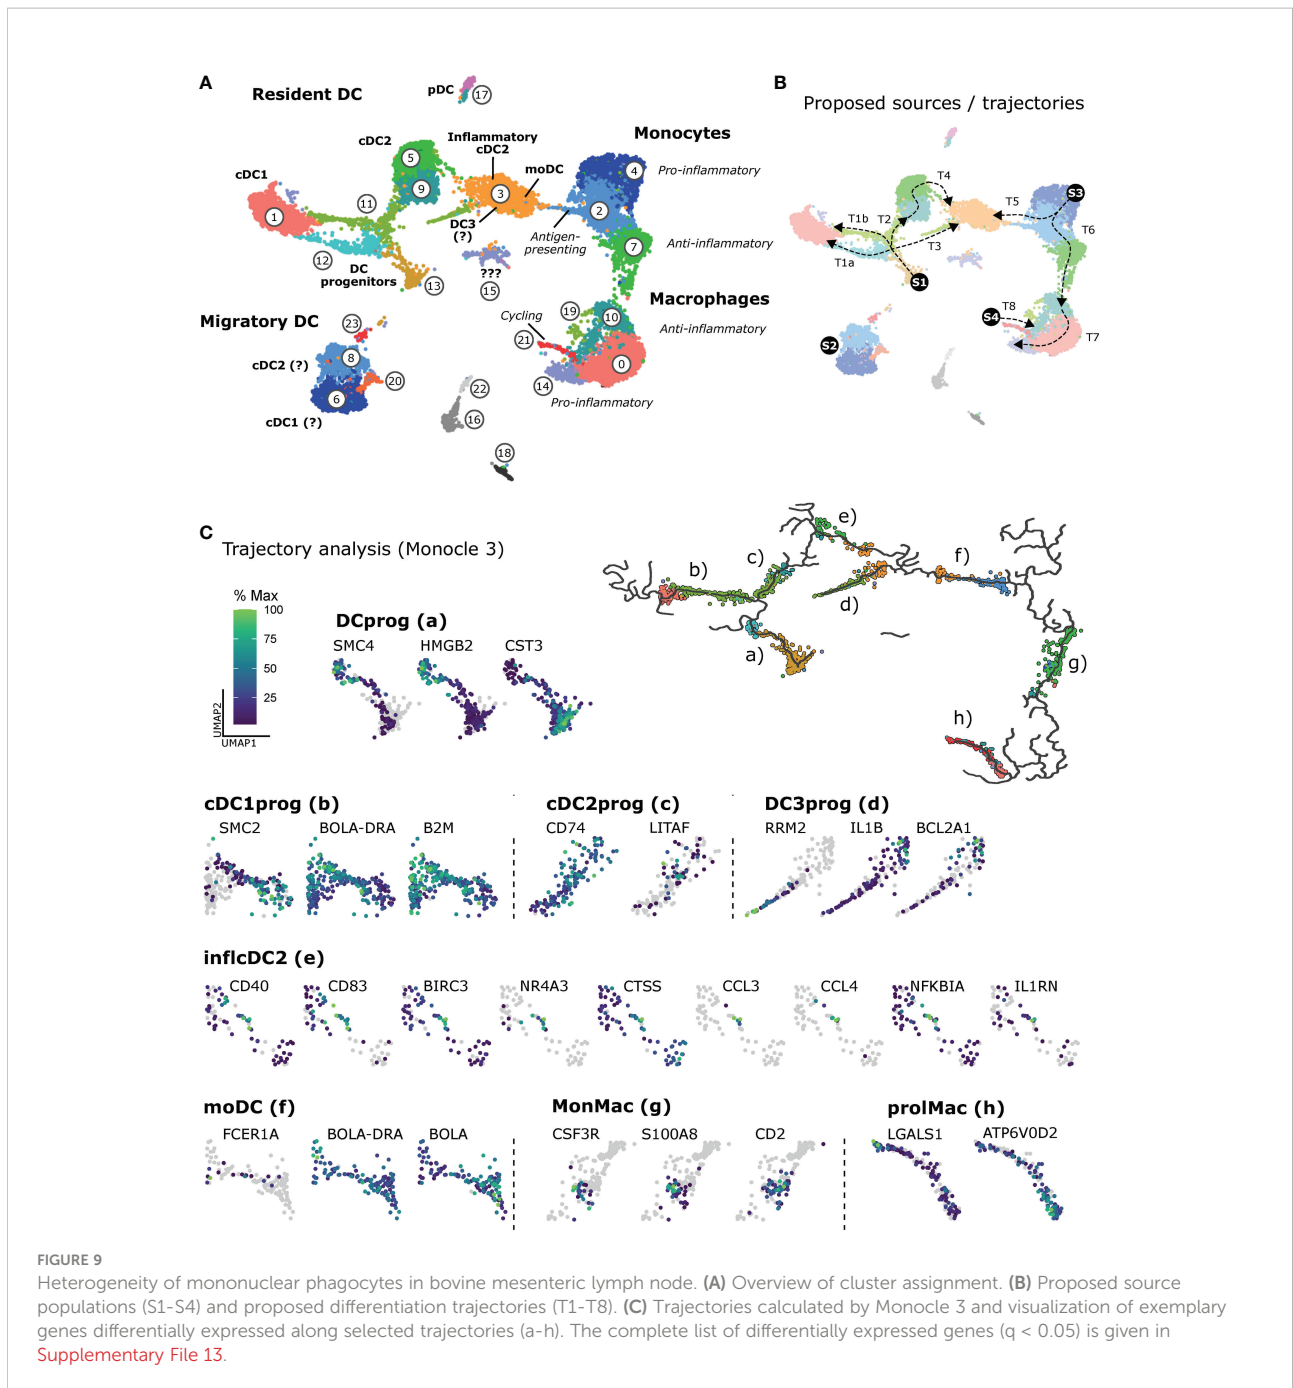 A
Resident DC
pDC
17
cDC2
Inflammatory
cDC2
moDC
Monocytes
5
4
Pro-inflammatory
cDC1
9
3
1
11
2
DC3
(?)
Antigen-
presenting
7
Anti-inflammatory
12
DC
progenitors
13
???
15
Macrophages
Migratory DC
Cycling
19
10
Anti-inflammatory
23
21
cDC2 (?)
8
0
20
22
14
6
Pro-inflammatory
cDC1 (?)
16
18
B
Proposed sources / trajectories
T4
S3
T1b
T2
T5
T6
T3
T1a
S1
T8
S4
S2
T7
C
Trajectory analysis (Monocle 3)
% Max
100
75
50
25
UMAP2
UMAP1
e)
c)
f)
b)
d)
a)
g)
h)
DCprog (a)
SMC4 HMGB2 CST3
cDC1prog (b)
SMC2 BOLA-DRA B2M
cDC2prog (c)
CD74 LITAF
DC3prog (d)
RRM2 IL1B BCL2A1
inflcDC2 (e)
CD40 CD83 BIRC3 NR4A3 CTSS CCL3 CCL4 NFKBIA IL1RN
moDC (f)
FCER1A BOLA-DRA BOLA
MonMac (g)
CSF3R S100A8 CD2
prolMac (h)
LGALS1 ATP6V0D2
FIGURE 9
Heterogeneity of mononuclear phagocytes in bovine mesenteric lymph node. (A) Overview of cluster assignment. (B) Proposed source
populations (S1-S4) and proposed differentiation trajectories (T1-T8). (C) Trajectories calculated by Monocle 3 and visualization of exemplary
genes differentially expressed along selected trajectories (a-h). The complete list of differentially expressed genes (q < 0.05) is given in
Supplementary File 13.